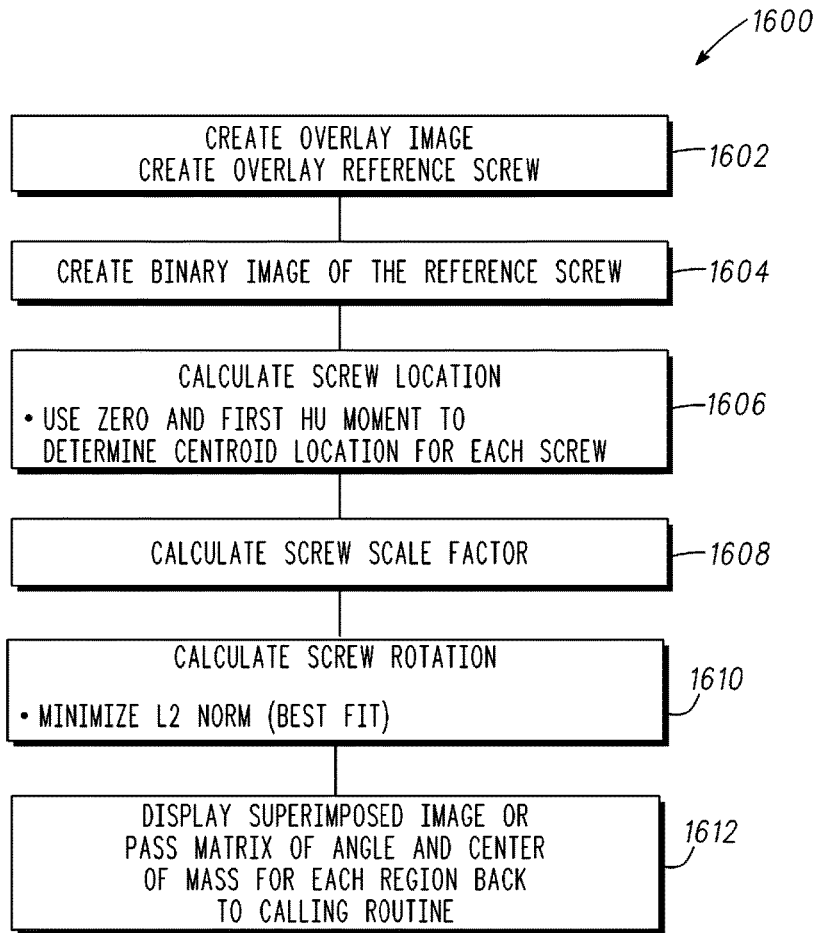 1600
CREATE OVERLAY IMAGE
CREATE OVERLAY REFERENCE SCREW
1602
CREATE BINARY IMAGE OF THE REFERENCE SCREW
1604
CALCULATE SCREW LOCATION
• USE ZERO AND FIRST HU MOMENT TO
DETERMINE CENTROID LOCATION FOR EACH SCREW
1606
CALCULATE SCREW SCALE FACTOR
1608
CALCULATE SCREW ROTATION
• MINIMIZE L2 NORM (BEST FIT)
1610
DISPLAY SUPERIMPOSED IMAGE OR
PASS MATRIX OF ANGLE AND CENTER
OF MASS FOR EACH REGION BACK
TO CALLING ROUTINE
1612